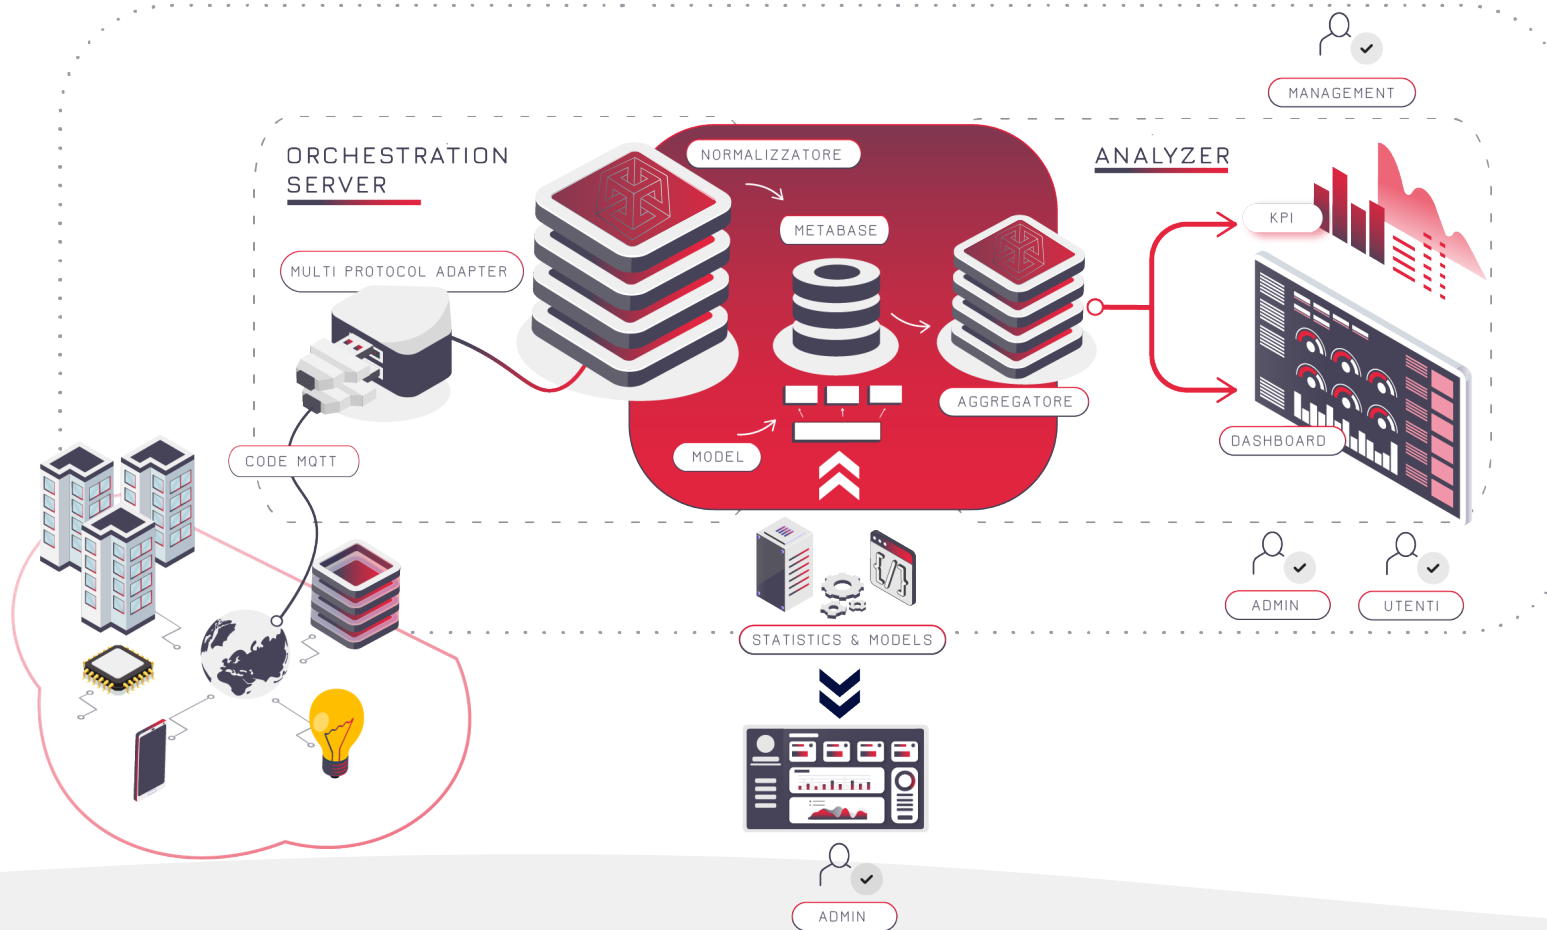 MANAGEMENT
ORCHESTRATION
SERVER
NORMALIZZATORE
ANALYZER
METABASE
KPI
MULTI PROTOCOL ADAPTER
AGGREGATORE
DASHBOARD
MODEL
CODE MQTT
ADMIN
UTENTI
STATISTICS & MODELS
ADMIN